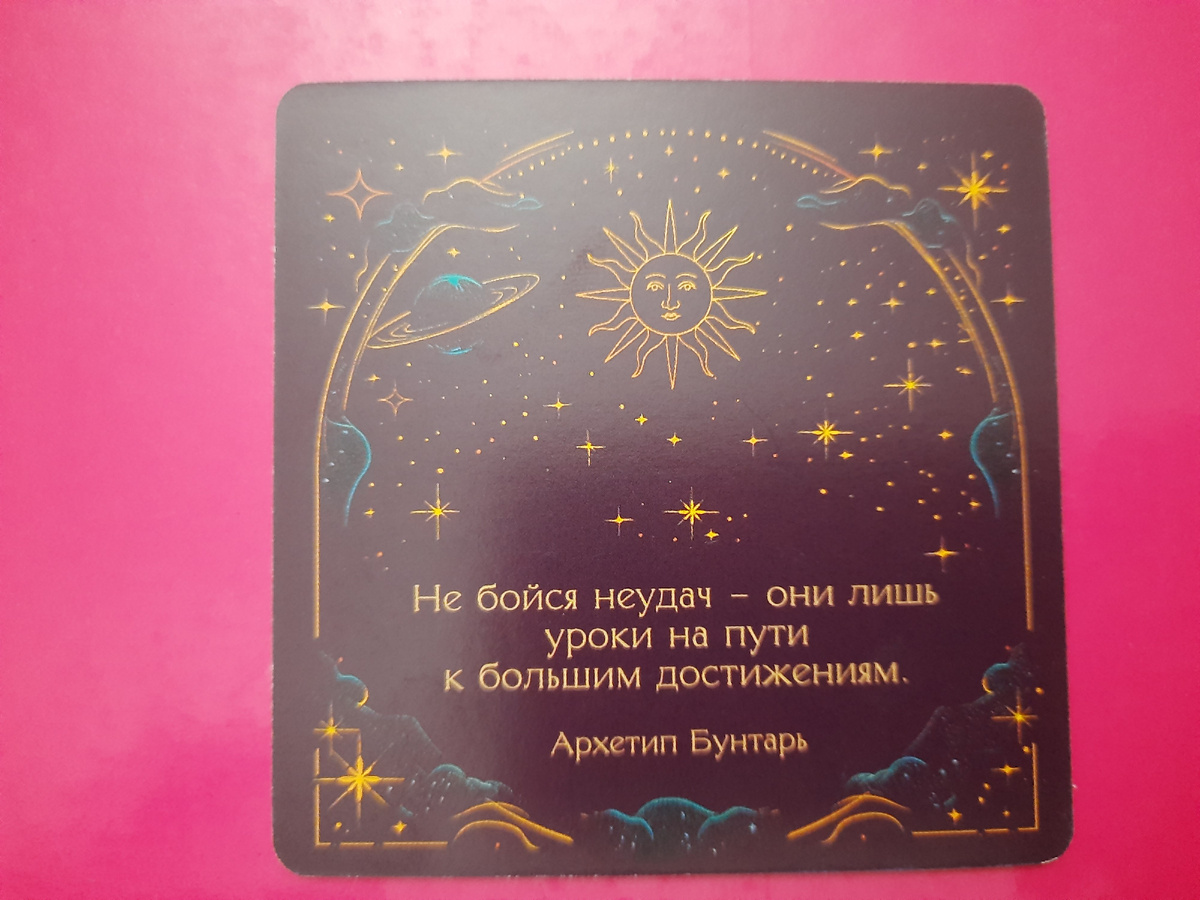 Не бойся неудач – они лишь
уроки на пути
к большим достижениям.
Архетип Бунтарь